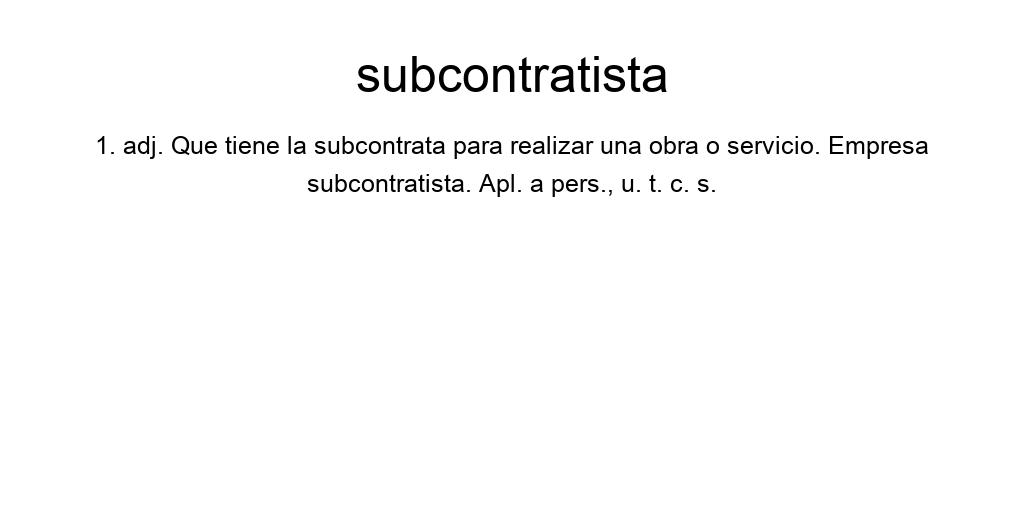 subcontratista
1. adj. Que tiene la subcontrata para realizar una obra o servicio. Empresa
subcontratista. Apl. a pers., u. t. c. s.